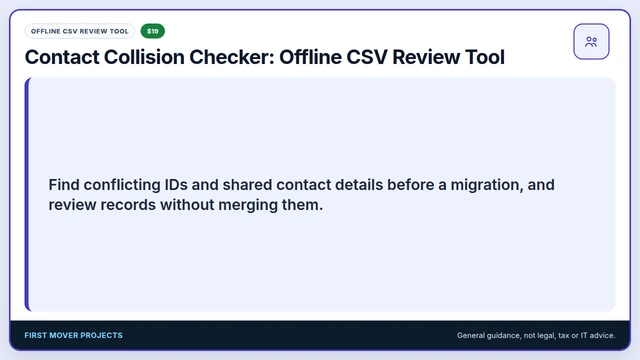 OFFLINE CSV REVIEW TOOL
$19
Contact Collision Checker: Offline CSV Review Tool
Find conflicting IDs and shared contact details before a migration, and
review records without merging them.
FIRST MOVER PROJECTS
General guidance, not legal, tax or IT advice.